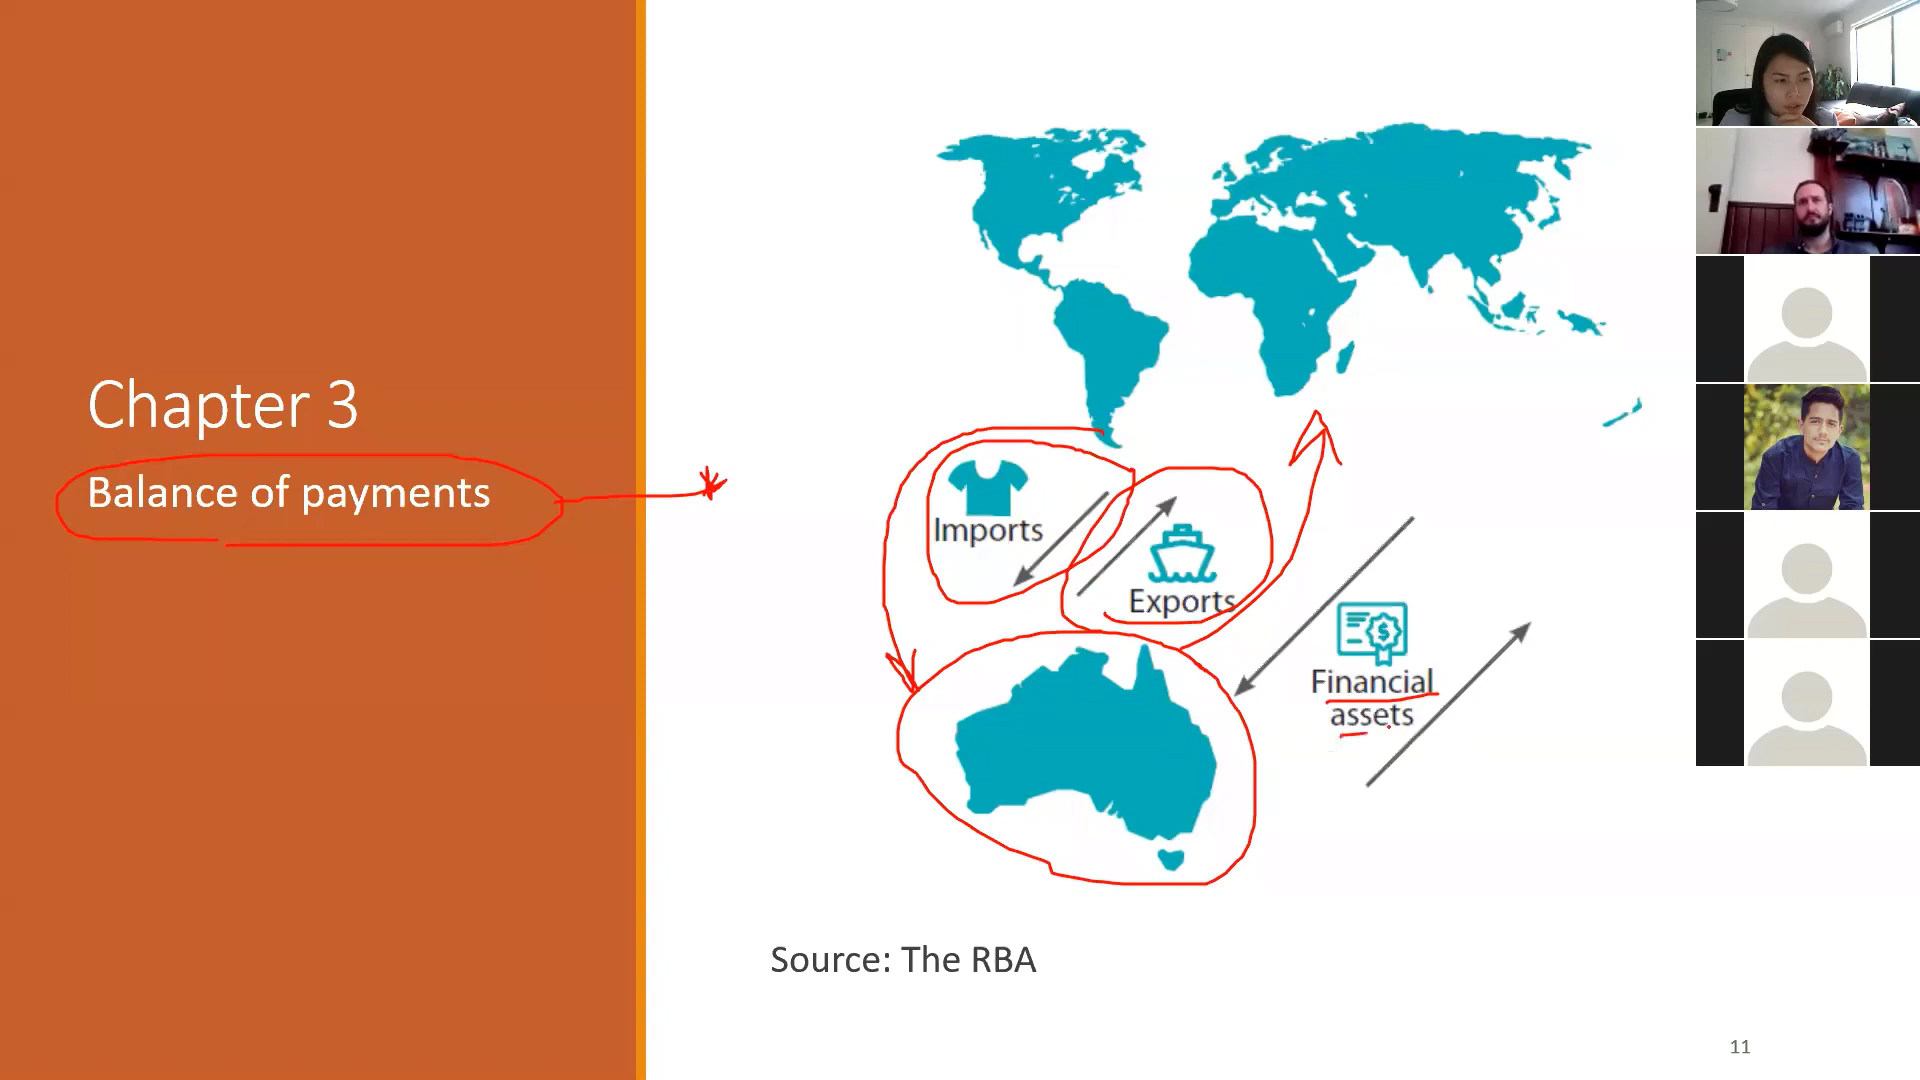 Chapter 3
Balance of payments
Imports
Exports
$
Financial
assets
Source: The RBA
11